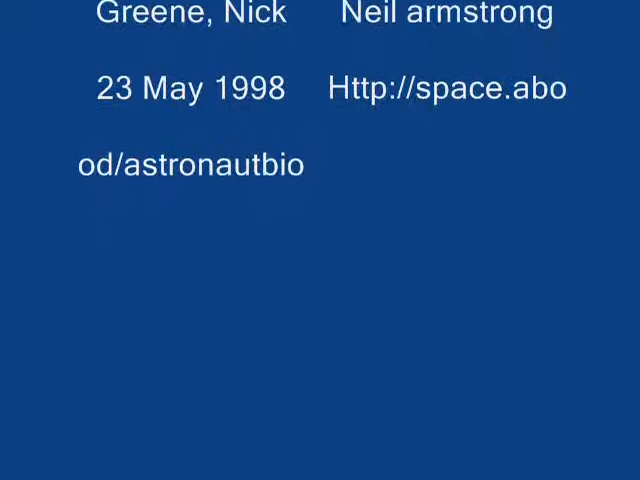 Greene, Nick Neil armstrong
23 May 1998 Http://space.abo
od/astronautbio